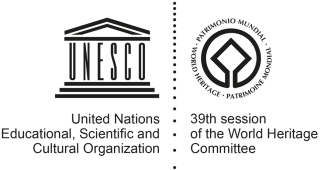 UNESCO
United Nations
Educational, Scientific and
Cultural Organization
PATRIMONIO MUNDIAL
WORLD HERITAGE
PATRIMOINE MONDIAL
39th session
of the World Heritage
Committee